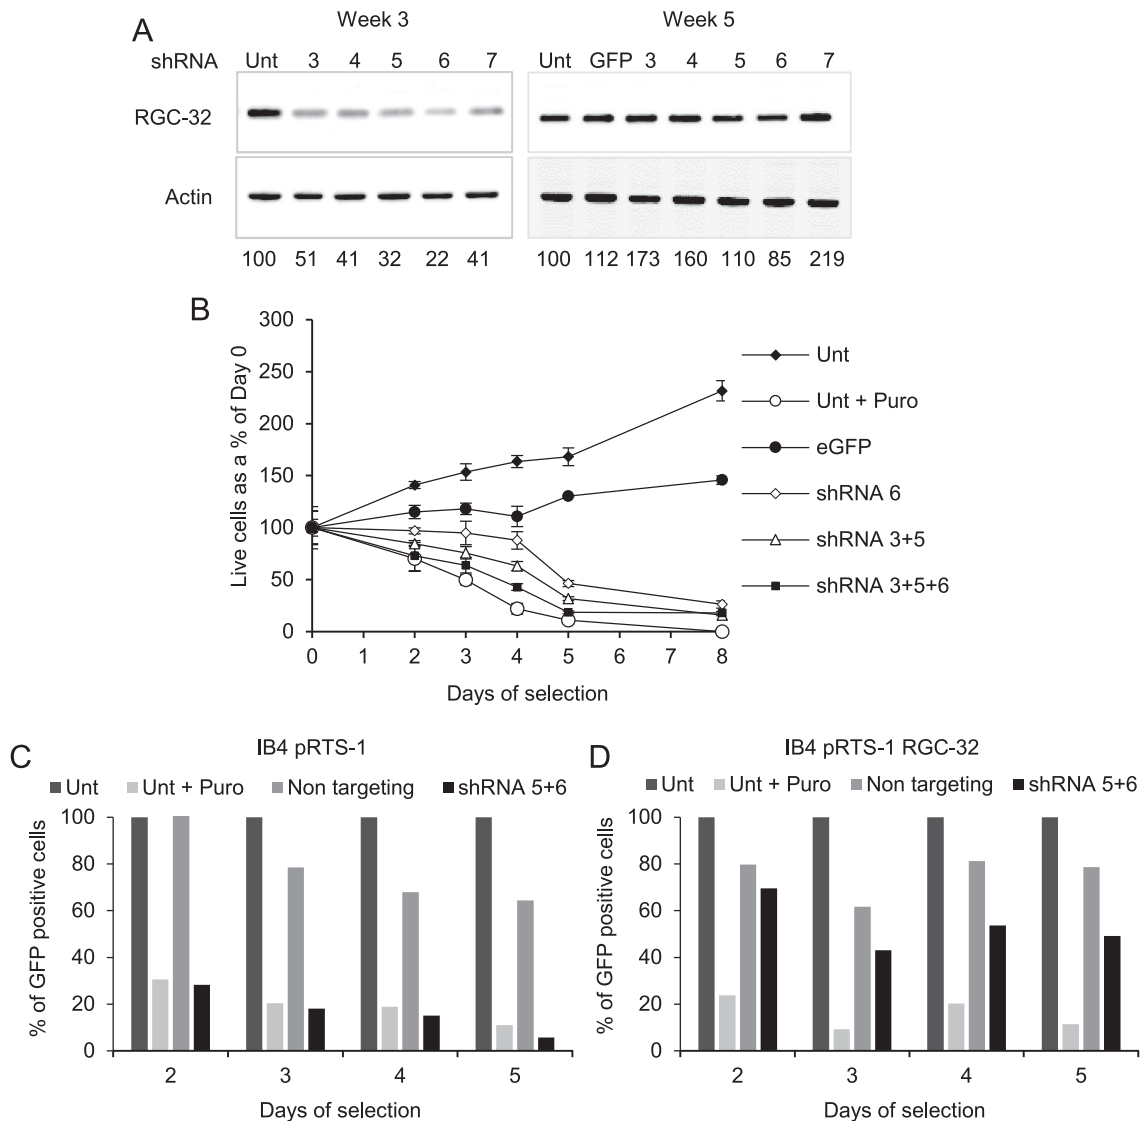 A
Week 3
Week 5
shRNA Unt 3 4 5 6 7 Unt GFP 3 4 5 6 7
RGC-32
Actin
100 51 41 32 22 41 100 112 173 160 110 85 219
B
Live cells as a % of Day 0
300
250
200
150
100
50
0
0 1 2 3 4 5 6 7 8
Days of selection
Unt
Unt + Puro
eGFP
shRNA 6
shRNA 3+5
shRNA 3+5+6
C
IB4 pRTS-1
Unt Unt + Puro Non targeting shRNA 5+6
% of GFP positive cells
100
80
60
40
20
0
2 3 4 5
Days of selection
D
IB4 pRTS-1 RGC-32
Unt Unt + Puro Non targeting shRNA 5+6
% of GFP positive cells
100
80
60
40
20
0
2 3 4 5
Days of selection